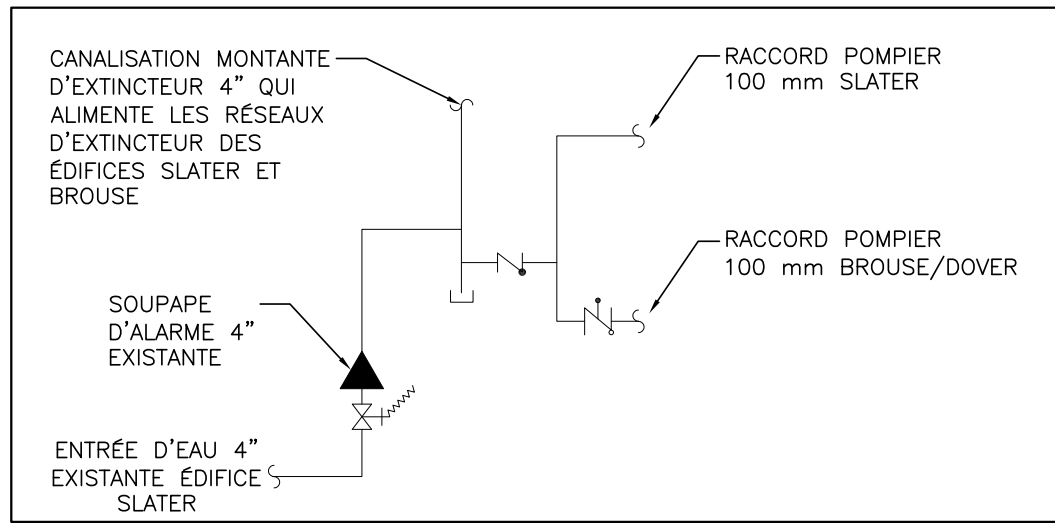 CANALISATION MONTANTE
D'EXTINCTEUR 4" QUI
ALIMENTE LES RÉSEAUX
D'EXTINCTEUR DES
ÉDIFICES SLATER ET
BROUSE
RACCORD POMPIER
100 mm SLATER
RACCORD POMPIER
100 mm BROUSE/DOVER
SOUPAPE
D'ALARME 4"
EXISTANTE
ENTRÉE D'EAU 4"
EXISTANTE ÉDIFICE
SLATER